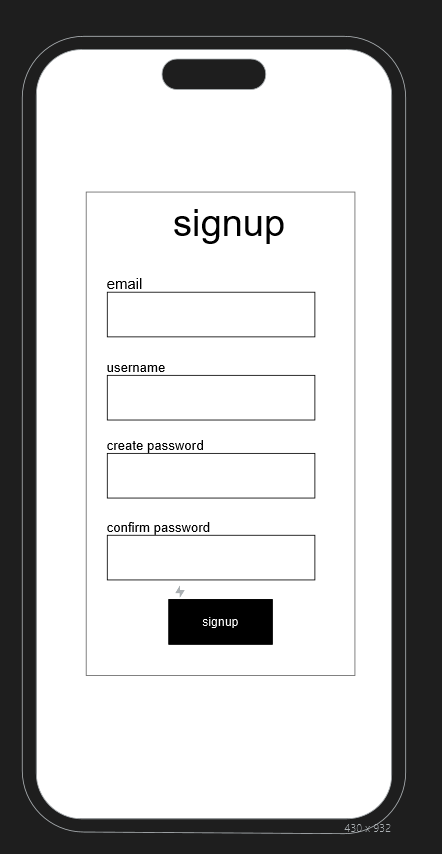 signup
email
username
create password
confirm password
signup
430 x 932